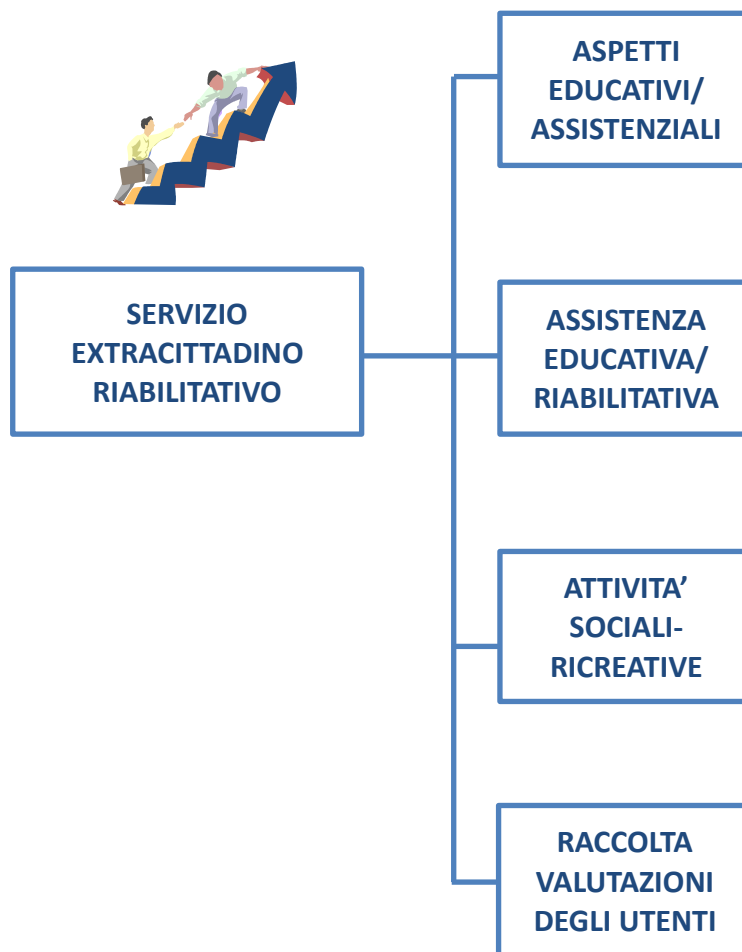 ASPETTI
EDUCATIVI/
ASSISTENZIALI
SERVIZIO
EXTRACITTADINO
RIABILITATIVO
ASSISTENZA
EDUCATIVA/
RIABILITATIVA
ATTIVITA’
SOCIALI-
RICREATIVE
RACCOLTA
VALUTAZIONI
DEGLI UTENTI